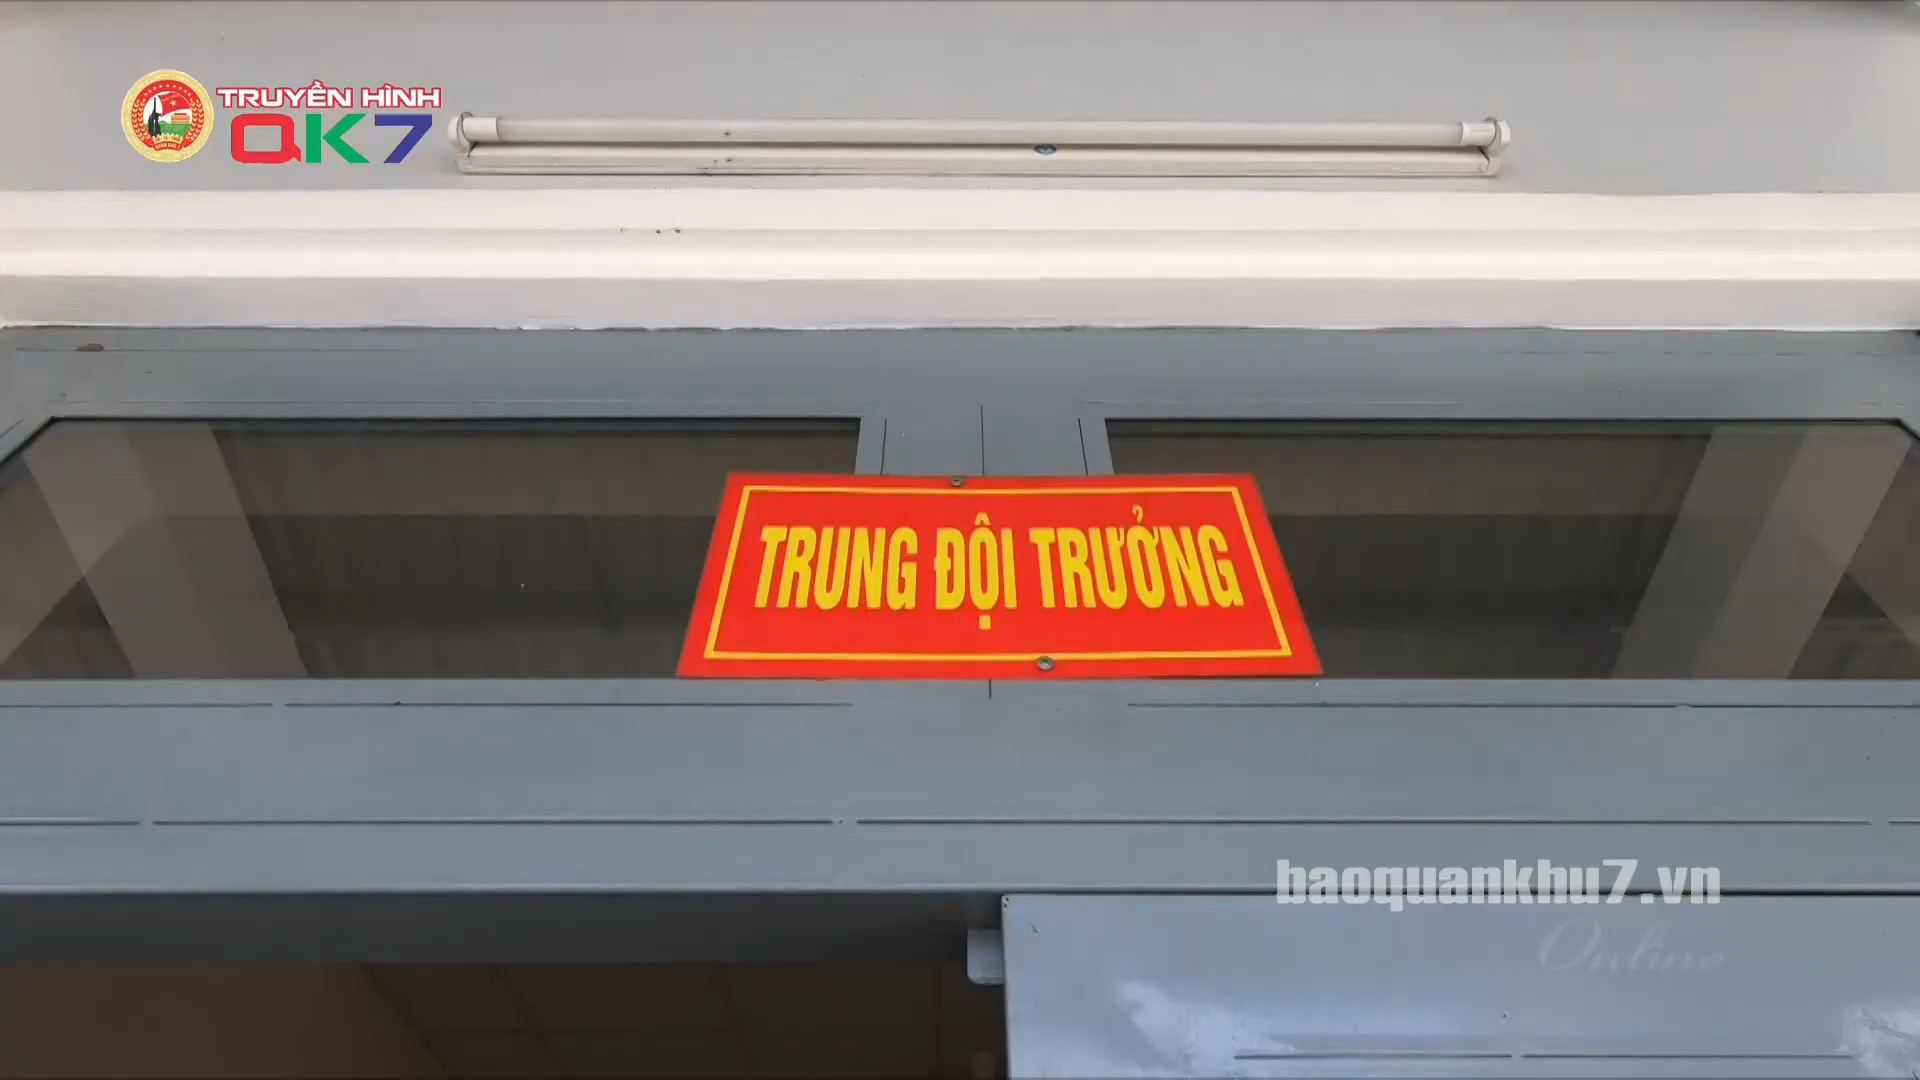 TRUYỀN HÌNH
QK7
TRUNG ĐỘI TRƯỞNG
baoquankhu7.vn
Online